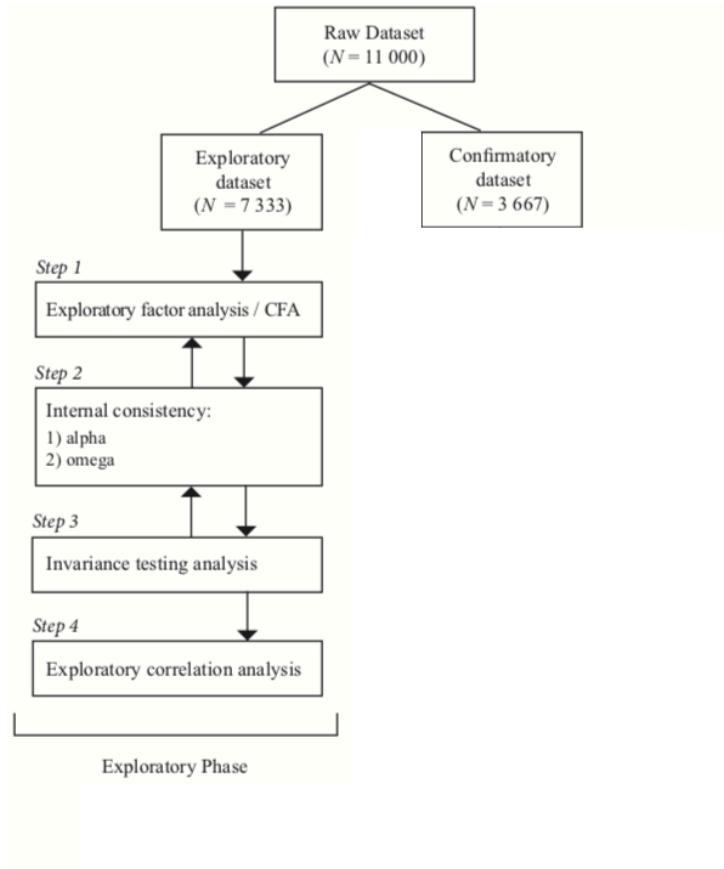 Raw Dataset
(N = 11 000)
Exploratory
dataset
(N = 7 333)
Confirmatory
dataset
(N = 3 667)
Step 1
Exploratory factor analysis / CFA
Step 2
Internal consistency:
1) alpha
2) omega
Step 3
Invariance testing analysis
Step 4
Exploratory correlation analysis
Exploratory Phase